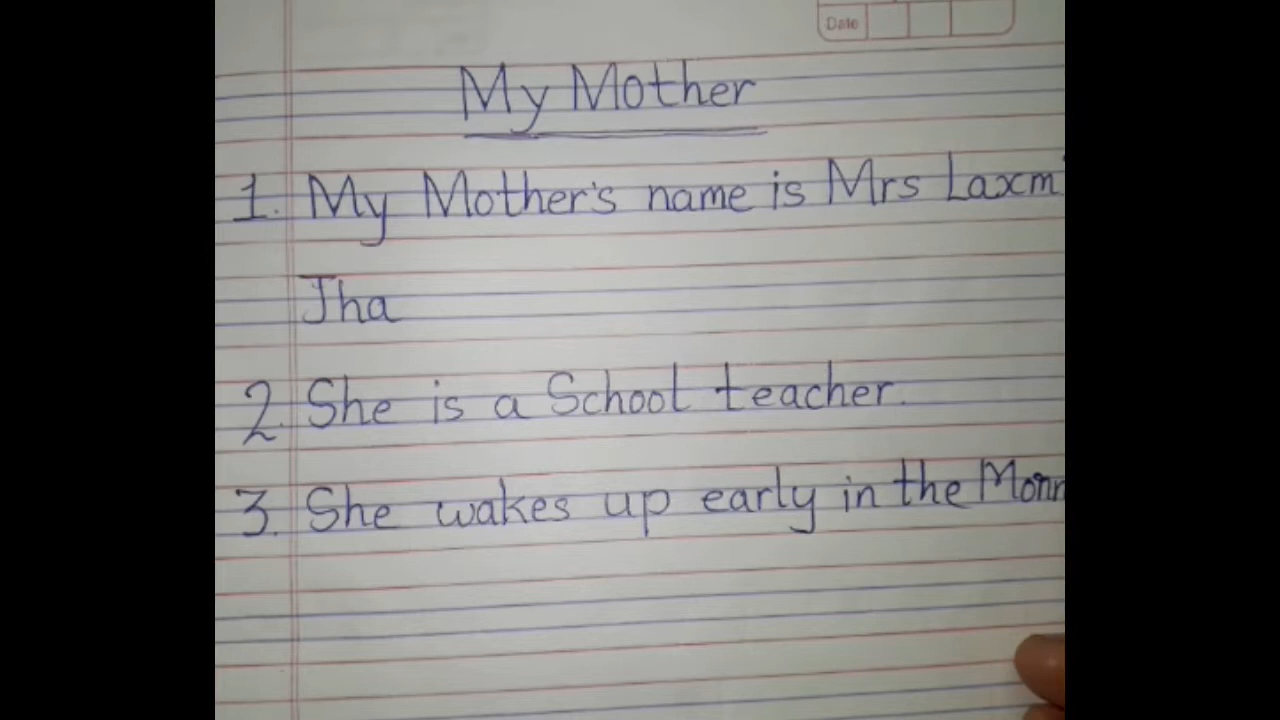 Date
My Mother
1. My Mother's name is Mrs Laxm
Jha
2. She is a School teacher.
3. She wakes up early in the Morn